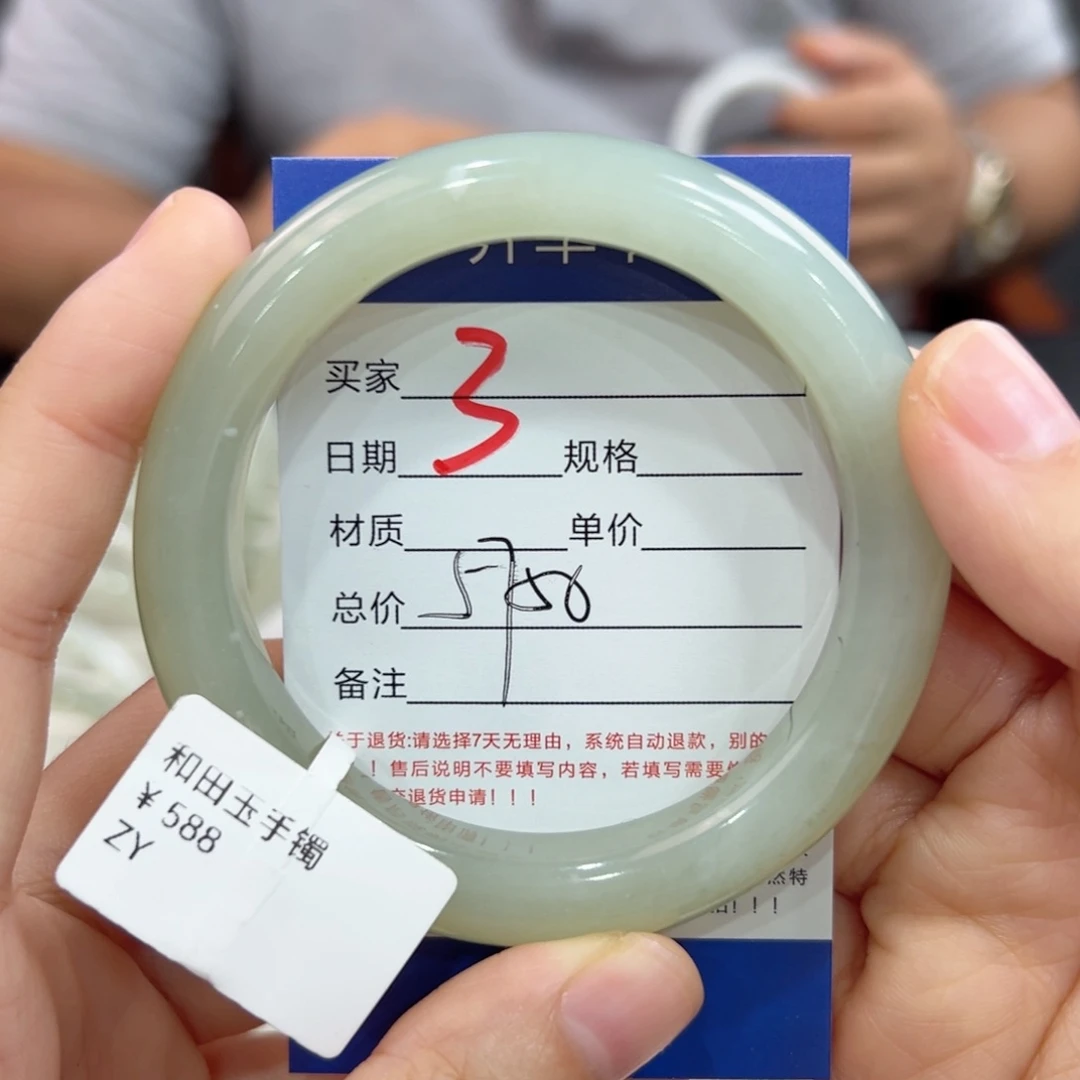 买家 3
日期 规格
材质 单价
总价
备注
于退货:请选择7天无理由，系统自动退款，别的
！售后说明不要填写内容，若填写需要
退货申请！！！
然特
！！！
和田玉手镯
￥588
ZY